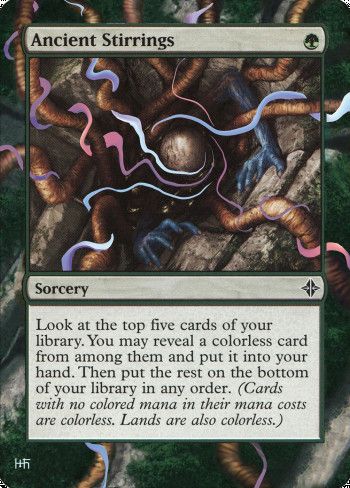 Ancient Stirrings
Sorcery
Look at the top five cards of your
library. You may reveal a colorless card
from among them and put it into your
hand. Then put the rest on the bottom
of your library in any order. (Cards
with no colored mana in their mana costs
are colorless. Lands are also colorless.)